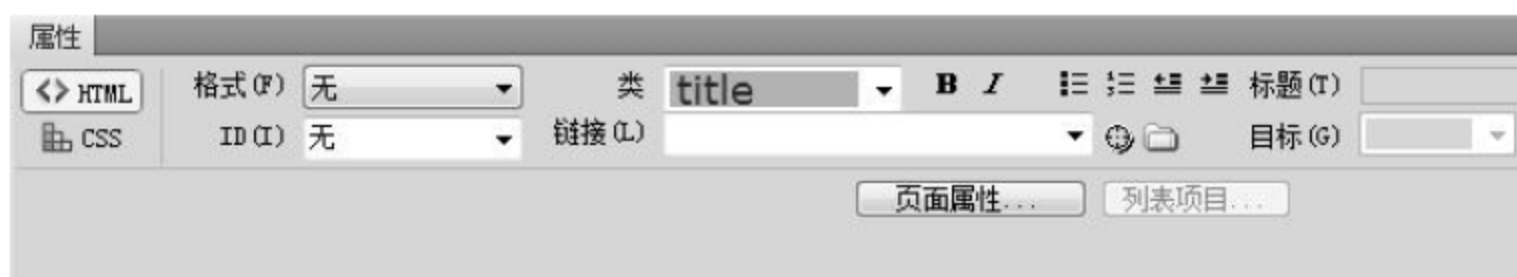 属性
<> HTML 格式(F) 无 类 title B I 标题(T)
CSS ID(I) 无 链接(L) 目标(G)
页面属性... 列表项目...